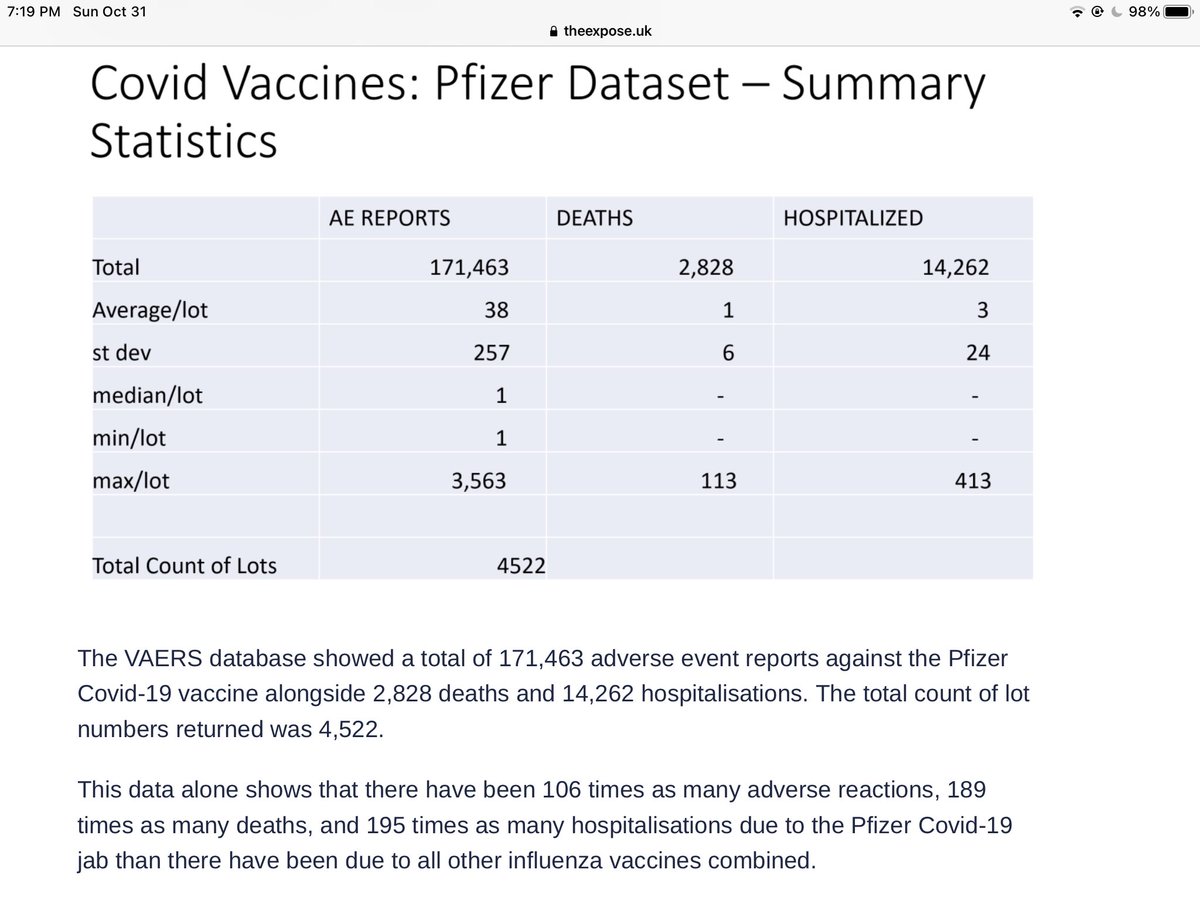 7:19 PM Sun Oct 31 98%
theexpose.uk
Covid Vaccines: Pfizer Dataset – Summary
Statistics
AE REPORTS DEATHS HOSPITALIZED
Total 171,463 2,828 14,262
Average/lot 38 1 3
st dev 257 6 24
median/lot 1 - -
min/lot 1 - -
max/lot 3,563 113 413
Total Count of Lots 4522
The VAERS database showed a total of 171,463 adverse event reports against the Pfizer
Covid-19 vaccine alongside 2,828 deaths and 14,262 hospitalisations. The total count of lot
numbers returned was 4,522.
This data alone shows that there have been 106 times as many adverse reactions, 189
times as many deaths, and 195 times as many hospitalisations due to the Pfizer Covid-19
jab than there have been due to all other influenza vaccines combined.